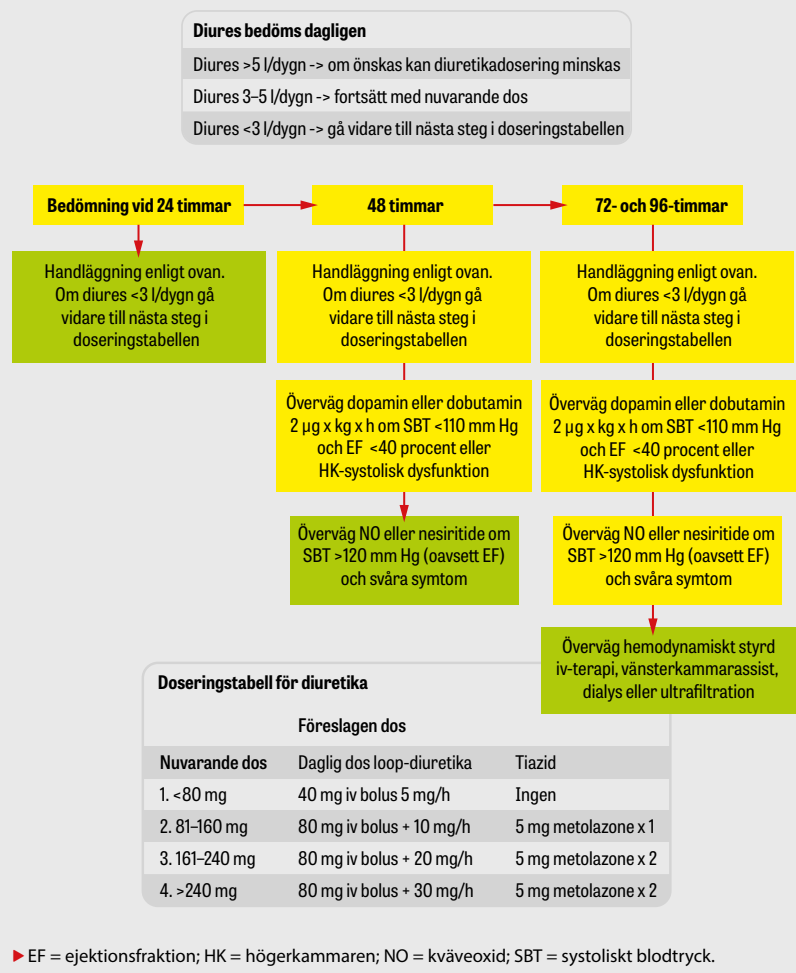 Diures bedöms dagligen
Diures >5 l/dygn -> om önskas kan diuretikadosering minskas
Diures 3–5 l/dygn -> fortsätt med nuvarande dos
Diures <3 l/dygn -> gå vidare till nästa steg i doseringstabellen
Bedömning vid 24 timmar
48 timmar
72- och 96-timmar
Handläggning enligt ovan.
Om diures <3 l/dygn gå
vidare till nästa steg i
doseringstabellen
Handläggning enligt ovan.
Om diures <3 l/dygn gå
vidare till nästa steg i
doseringstabellen
Handläggning enligt ovan.
Om diures <3 l/dygn gå
vidare till nästa steg i
doseringstabellen
Överväg dopamin eller dobutamin
2 µg x kg x h om SBT <110 mm Hg
och EF <40 procent eller
HK-systolisk dysfunktion
Överväg dopamin eller dobutamin
2 µg x kg x h om SBT <110 mm Hg
och EF <40 procent eller
HK-systolisk dysfunktion
Överväg NO eller nesiritide om
SBT >120 mm Hg (oavsett EF)
och svåra symtom
Överväg NO eller nesiritide om
SBT >120 mm Hg (oavsett EF)
och svåra symtom
Överväg hemodynamiskt styrd
iv-terapi, vänsterkammarassist,
dialys eller ultrafiltration
Doseringstabell för diuretika
Föreslagen dos
Nuvarande dos Daglig dos loop-diuretika Tiazid
1. <80 mg 40 mg iv bolus 5 mg/h Ingen
2. 81–160 mg 80 mg iv bolus + 10 mg/h 5 mg metolazone x 1
3. 161–240 mg 80 mg iv bolus + 20 mg/h 5 mg metolazone x 2
4. >240 mg 80 mg iv bolus + 30 mg/h 5 mg metolazone x 2
▶ EF = ejektionsfraktion; HK = högerkammaren; NO = kväveoxid; SBT = systoliskt blodtryck.